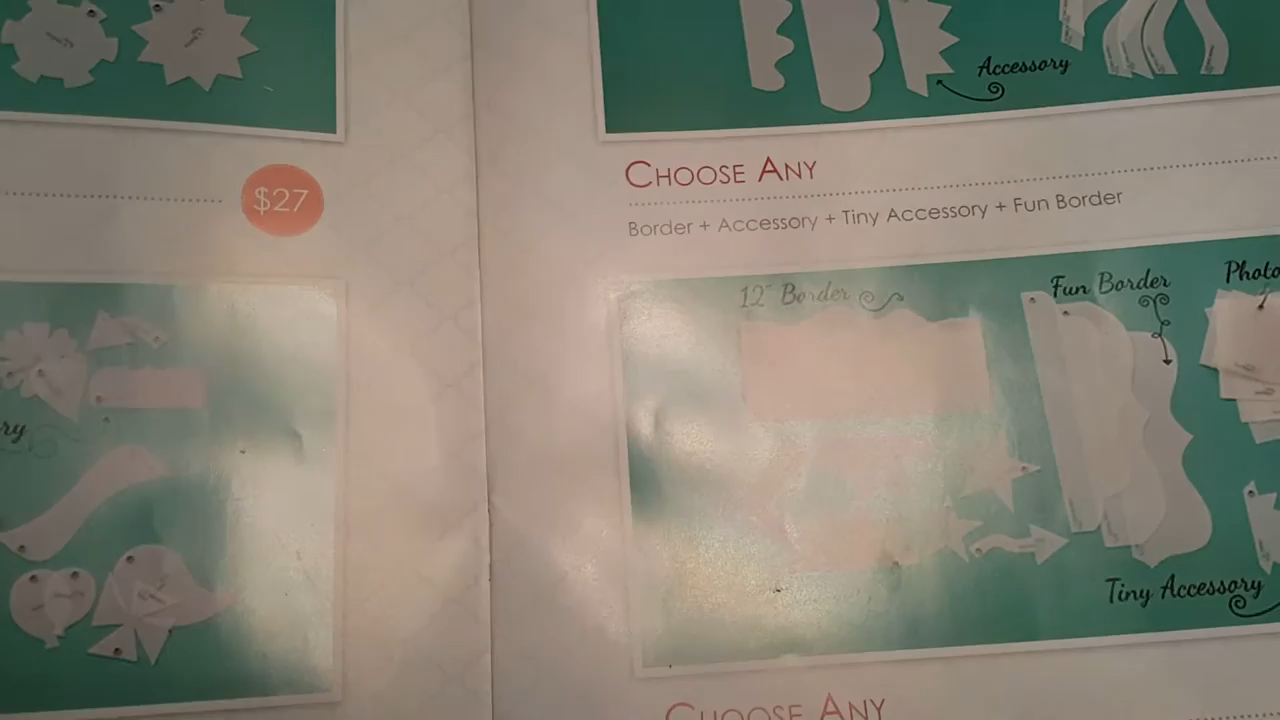 $27
ry
Accessory
Choose Any
Border + Accessory + Tiny Accessory + Fun Border
12" Border
Fun Border
Photo
Tiny Accessory
Choose Any